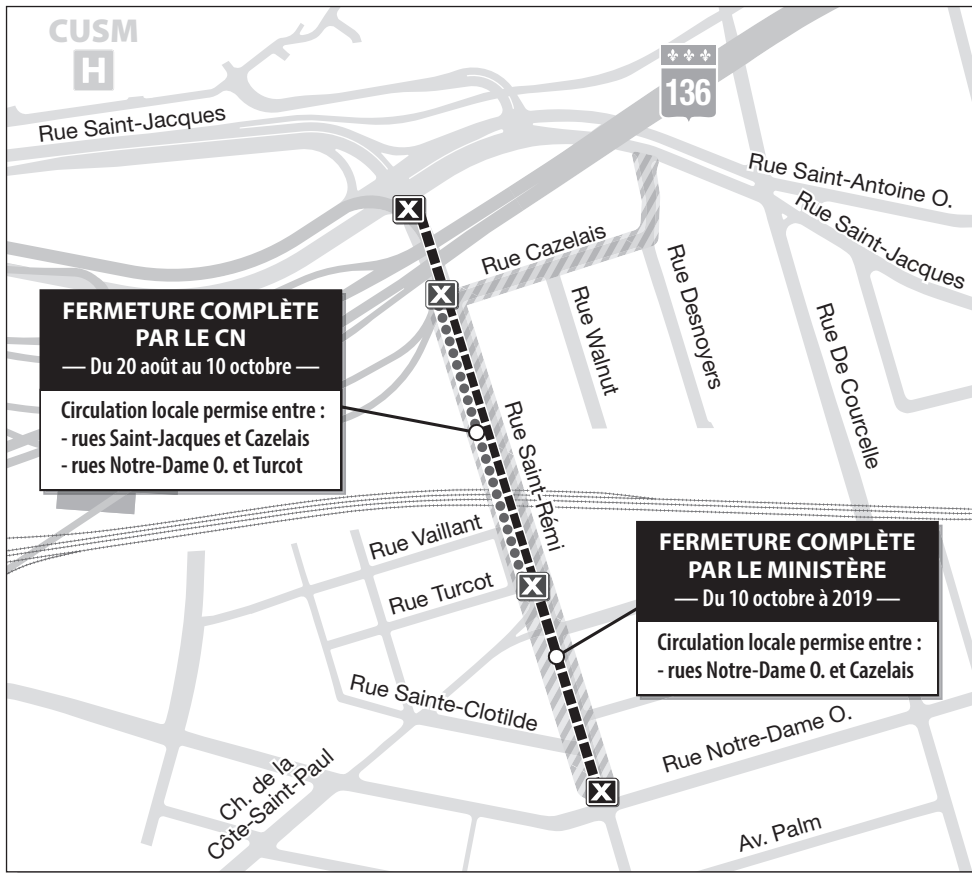 CUSM
H
136
Rue Saint-Jacques
Rue Saint-Antoine O.
Rue Saint-Jacques
Rue Cazelais
Rue Desnoyers
Rue Walnut
Rue De Courcelle
FERMETURE COMPLÈTE
PAR LE CN
— Du 20 août au 10 octobre —
Circulation locale permise entre :
- rues Saint-Jacques et Cazelais
- rues Notre-Dame O. et Turcot
Rue Saint-Rémi
Rue Vaillant
Rue Turcot
FERMETURE COMPLÈTE
PAR LE MINISTÈRE
— Du 10 octobre à 2019 —
Circulation locale permise entre :
- rues Notre-Dame O. et Cazelais
Rue Sainte-Clotilde
Rue Notre-Dame O.
Ch. de la
Côte-Saint-Paul
Av. Palm
X
X
X
X